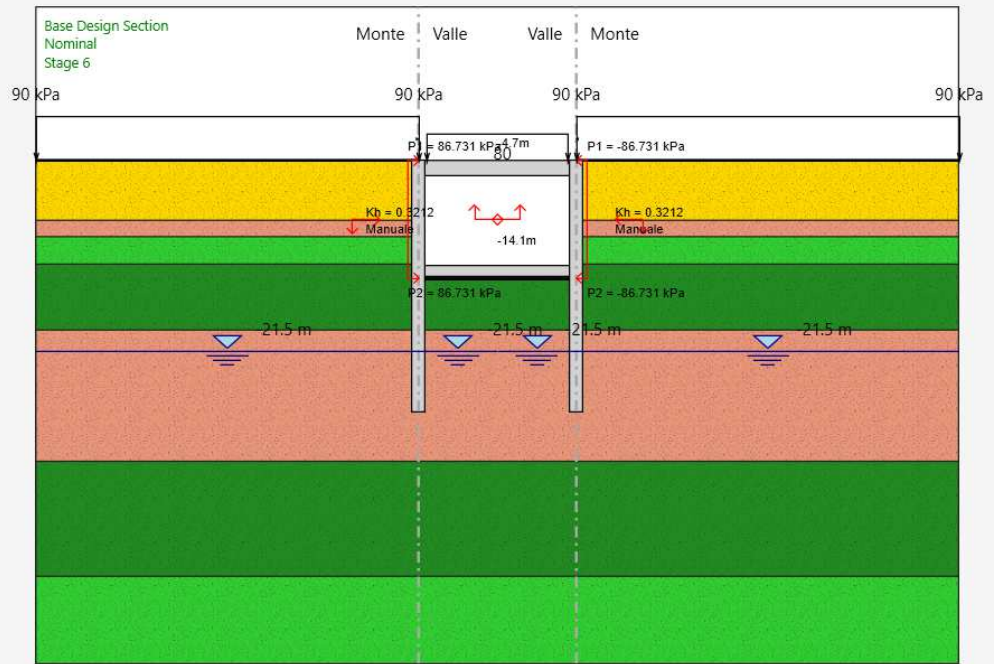 Base Design Section
Nominal
Stage 6
Monte Valle Valle Monte
90 kPa 90 kPa 90 kPa 90 kPa
P1 = 86.731 kPa -4.7m P1 = -86.731 kPa
80
Kh = 0.3212 Kh = 0.3212
Manuale Manuale
-14.1m
P2 = 86.731 kPa P2 = -86.731 kPa
-21.5 m -21.5 m -21.5 m -21.5 m